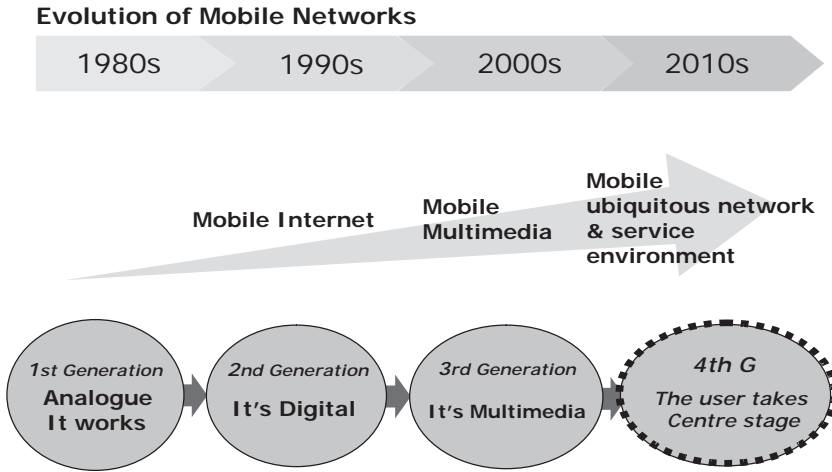 Evolution of Mobile Networks
1980s
1990s
2000s
2010s
Mobile Internet
Mobile
Multimedia
Mobile
ubiquitous network
& service
environment
1st Generation
Analogue
It works
2nd Generation
It's Digital
3rd Generation
It's Multimedia
4th G
The user takes
Centre stage